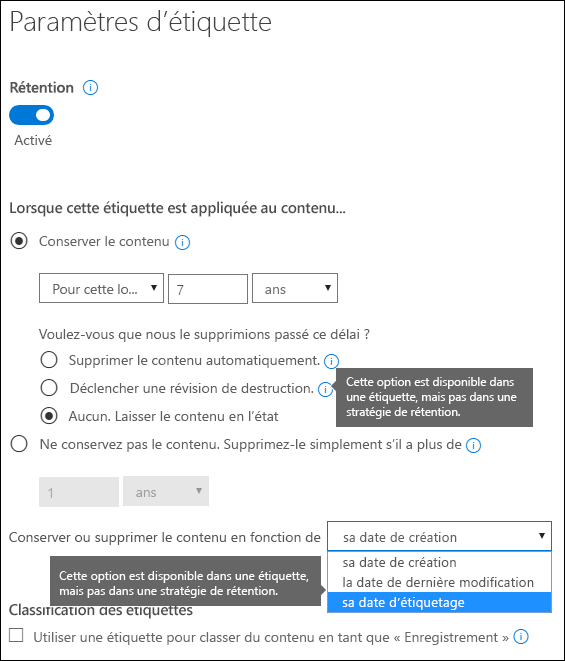 Paramètres d’étiquette
Rétention
Activé
Lorsque cette étiquette est appliquée au contenu...
Conserver le contenu
Pour cette lo... 7 ans
Voulez-vous que nous le supprimions passé ce délai ?
Supprimer le contenu automatiquement.
Déclencher une révision de destruction.
Cette option est disponible dans
une étiquette, mais pas dans une
stratégie de rétention.
Aucun. Laisser le contenu en l’état
Ne conservez pas le contenu. Supprimez-le simplement s’il a plus de
1 ans
Conserver ou supprimer le contenu en fonction de sa date de création
sa date de création
la date de dernière modification
sa date d’étiquetage
Cette option est disponible dans une étiquette,
mais pas dans une stratégie de rétention.
Classification des étiquettes
Utiliser une étiquette pour classer du contenu en tant que « Enregistrement »